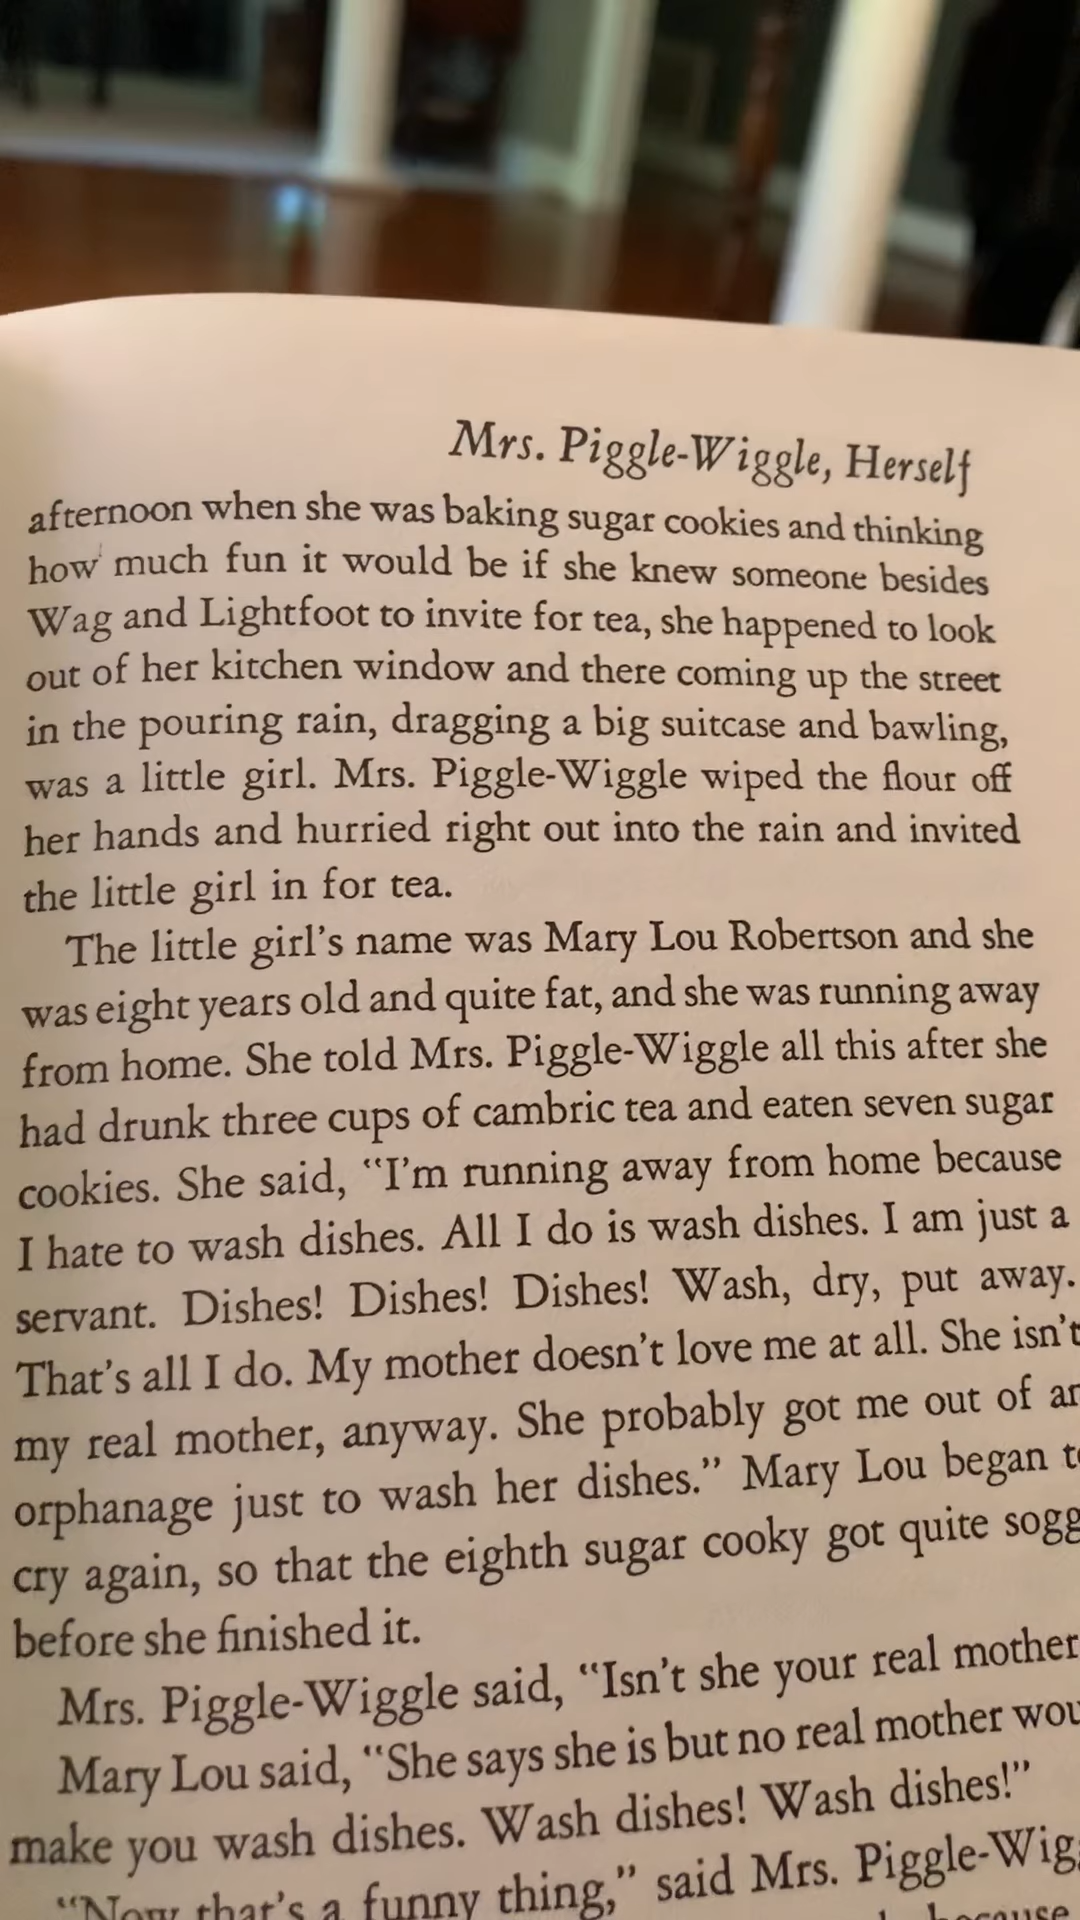 Mrs. Piggle-Wiggle, Herself
afternoon when she was baking sugar cookies and thinking
how much fun it would be if she knew someone besides
Wag and Lightfoot to invite for tea, she happened to look
out of her kitchen window and there coming up the street
in the pouring rain, dragging a big suitcase and bawling,
was a little girl. Mrs. Piggle-Wiggle wiped the flour off
her hands and hurried right out into the rain and invited
the little girl in for tea.
The little girl's name was Mary Lou Robertson and she
was eight years old and quite fat, and she was running away
from home. She told Mrs. Piggle-Wiggle all this after she
had drunk three cups of cambric tea and eaten seven sugar
cookies. She said, “I'm running away from home because
I hate to wash dishes. All I do is wash dishes. I am just a
servant. Dishes! Dishes! Dishes! Wash, dry, put away.
That's all I do. My mother doesn't love me at all. She isn't
my real mother, anyway. She probably got me out of
orphanage just to wash her dishes.” Mary Lou began
cry again, so that the eighth sugar cooky got quite
before she finished it.
Mrs. Piggle-Wiggle said, “Isn't she your real mother
Mary Lou said, “She says she is but no real mother
make you wash dishes. Wash dishes! Wash dishes!”
“Now that's a funny thing,” said Mrs.
because